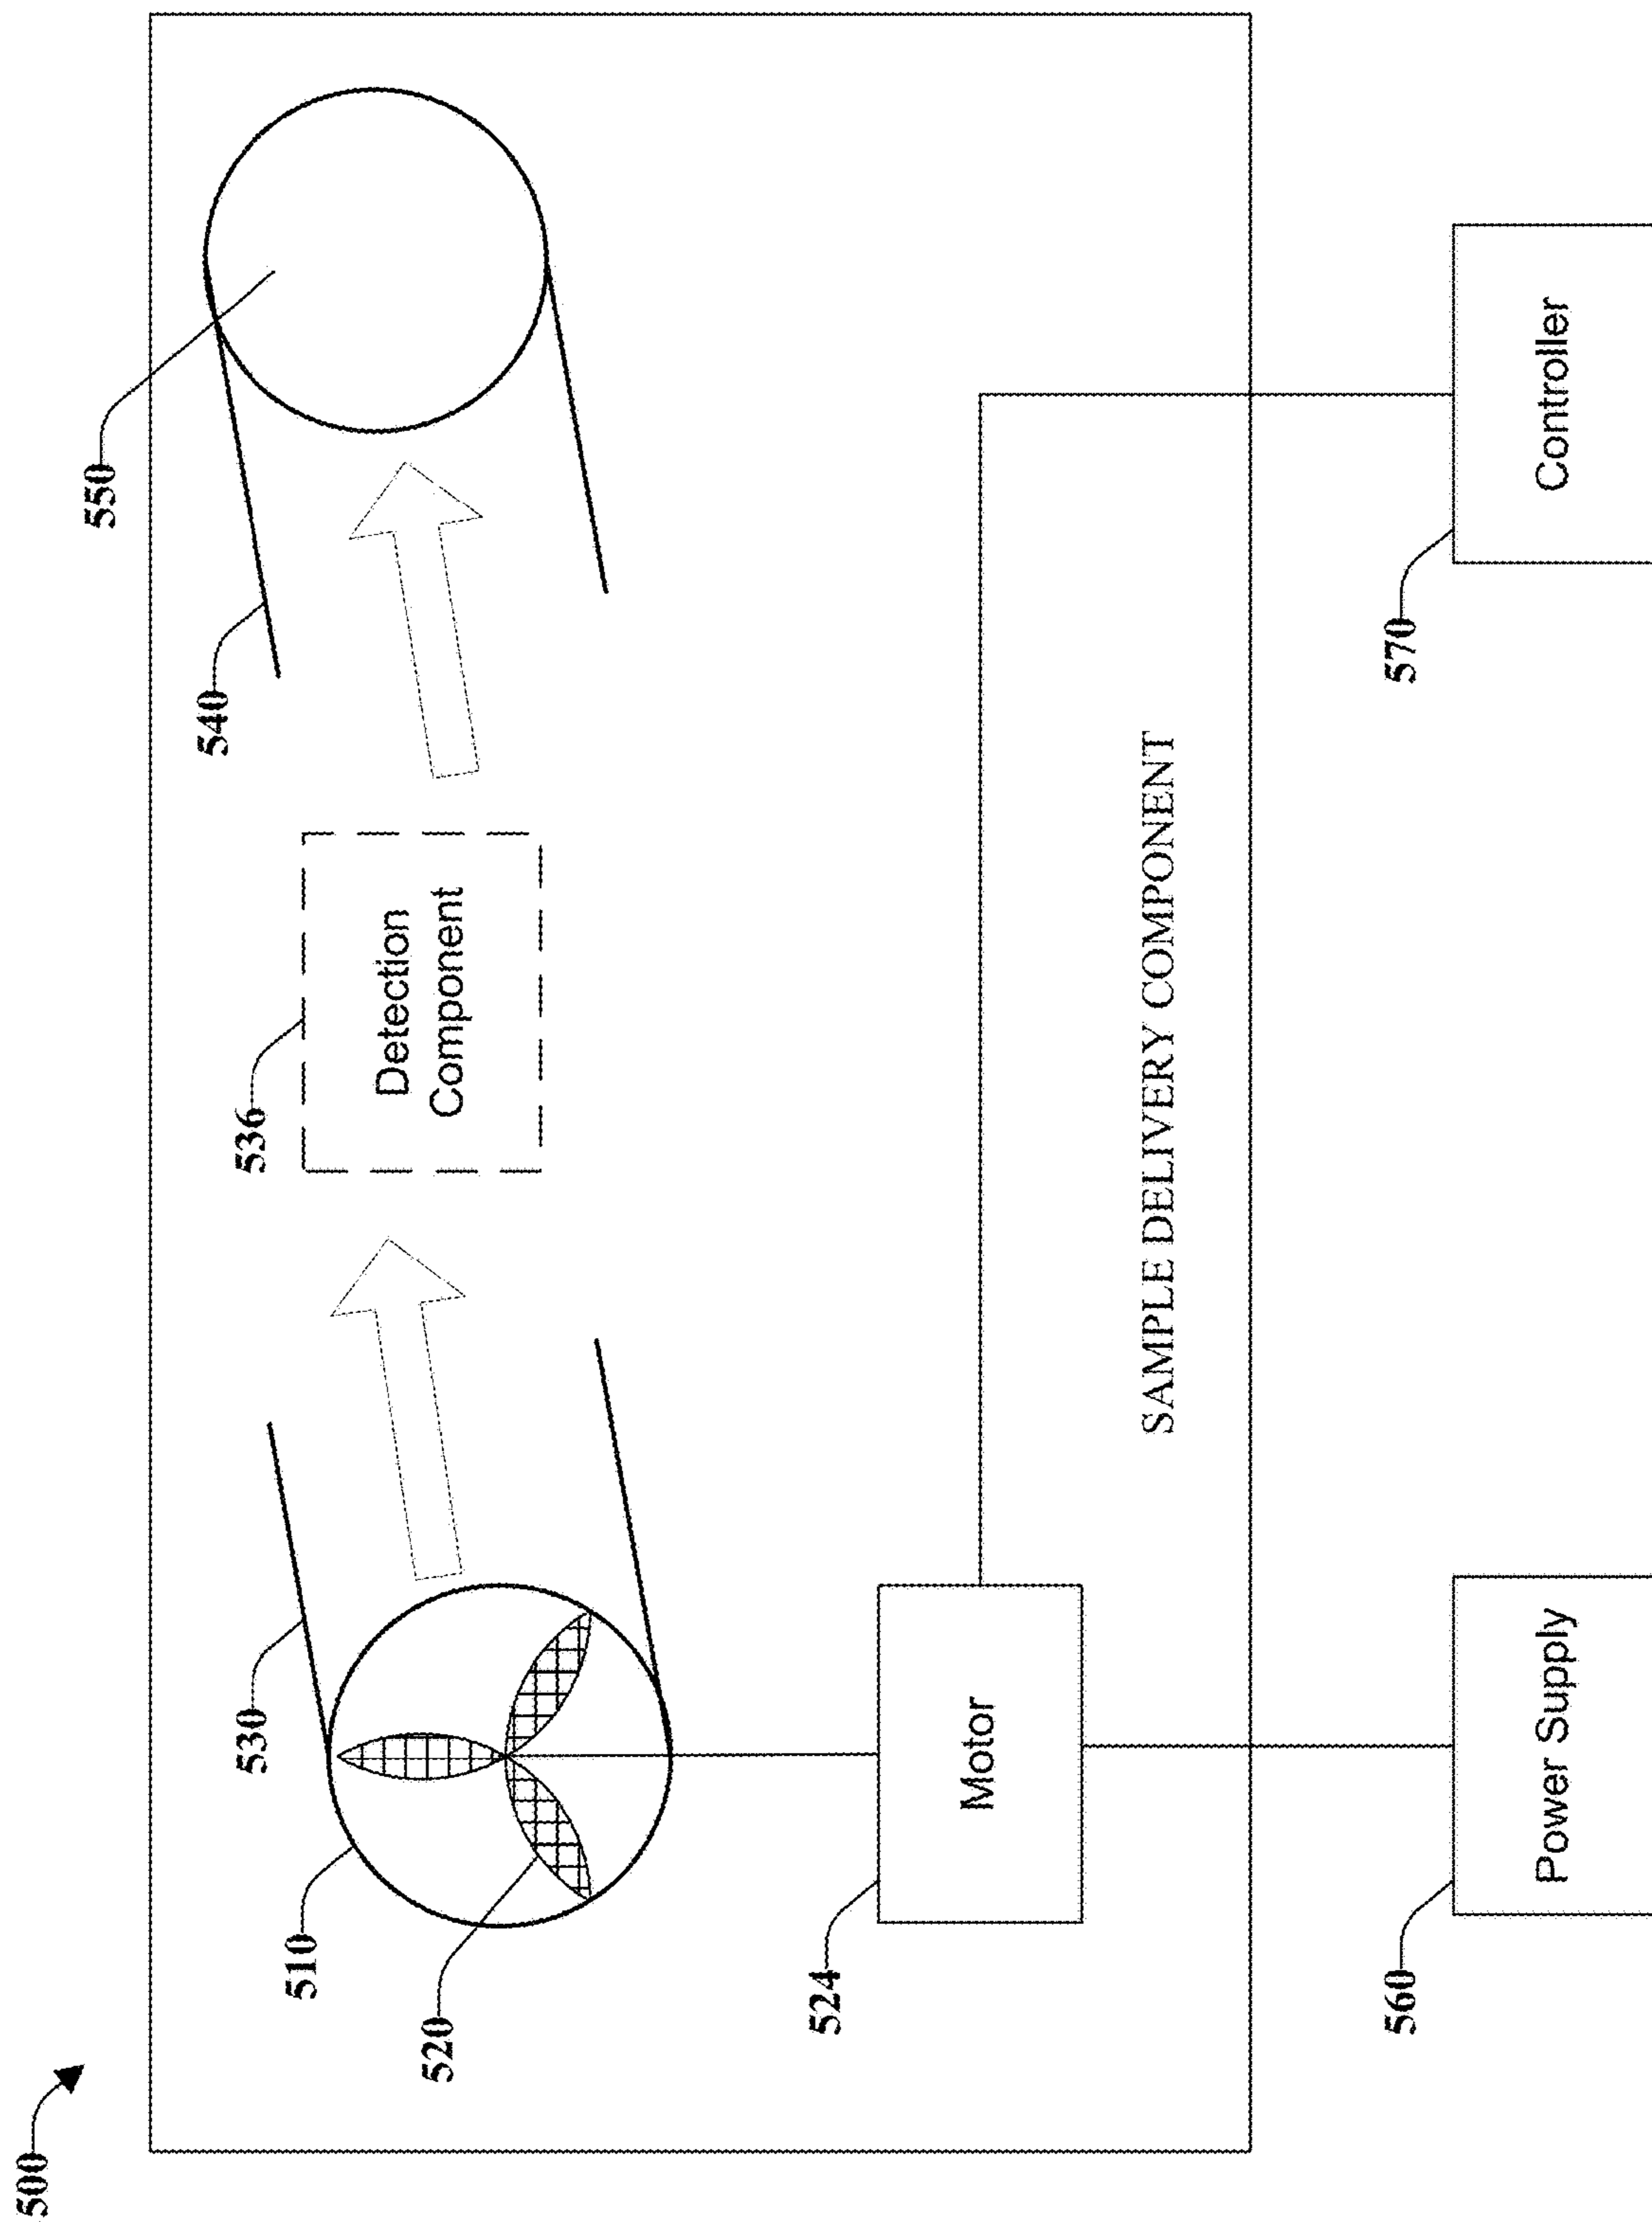 500
510
520
530
536
540
550
Detection
Component
524
Motor
SAMPLE DELIVERY COMPONENT
560
Power Supply
570
Controller